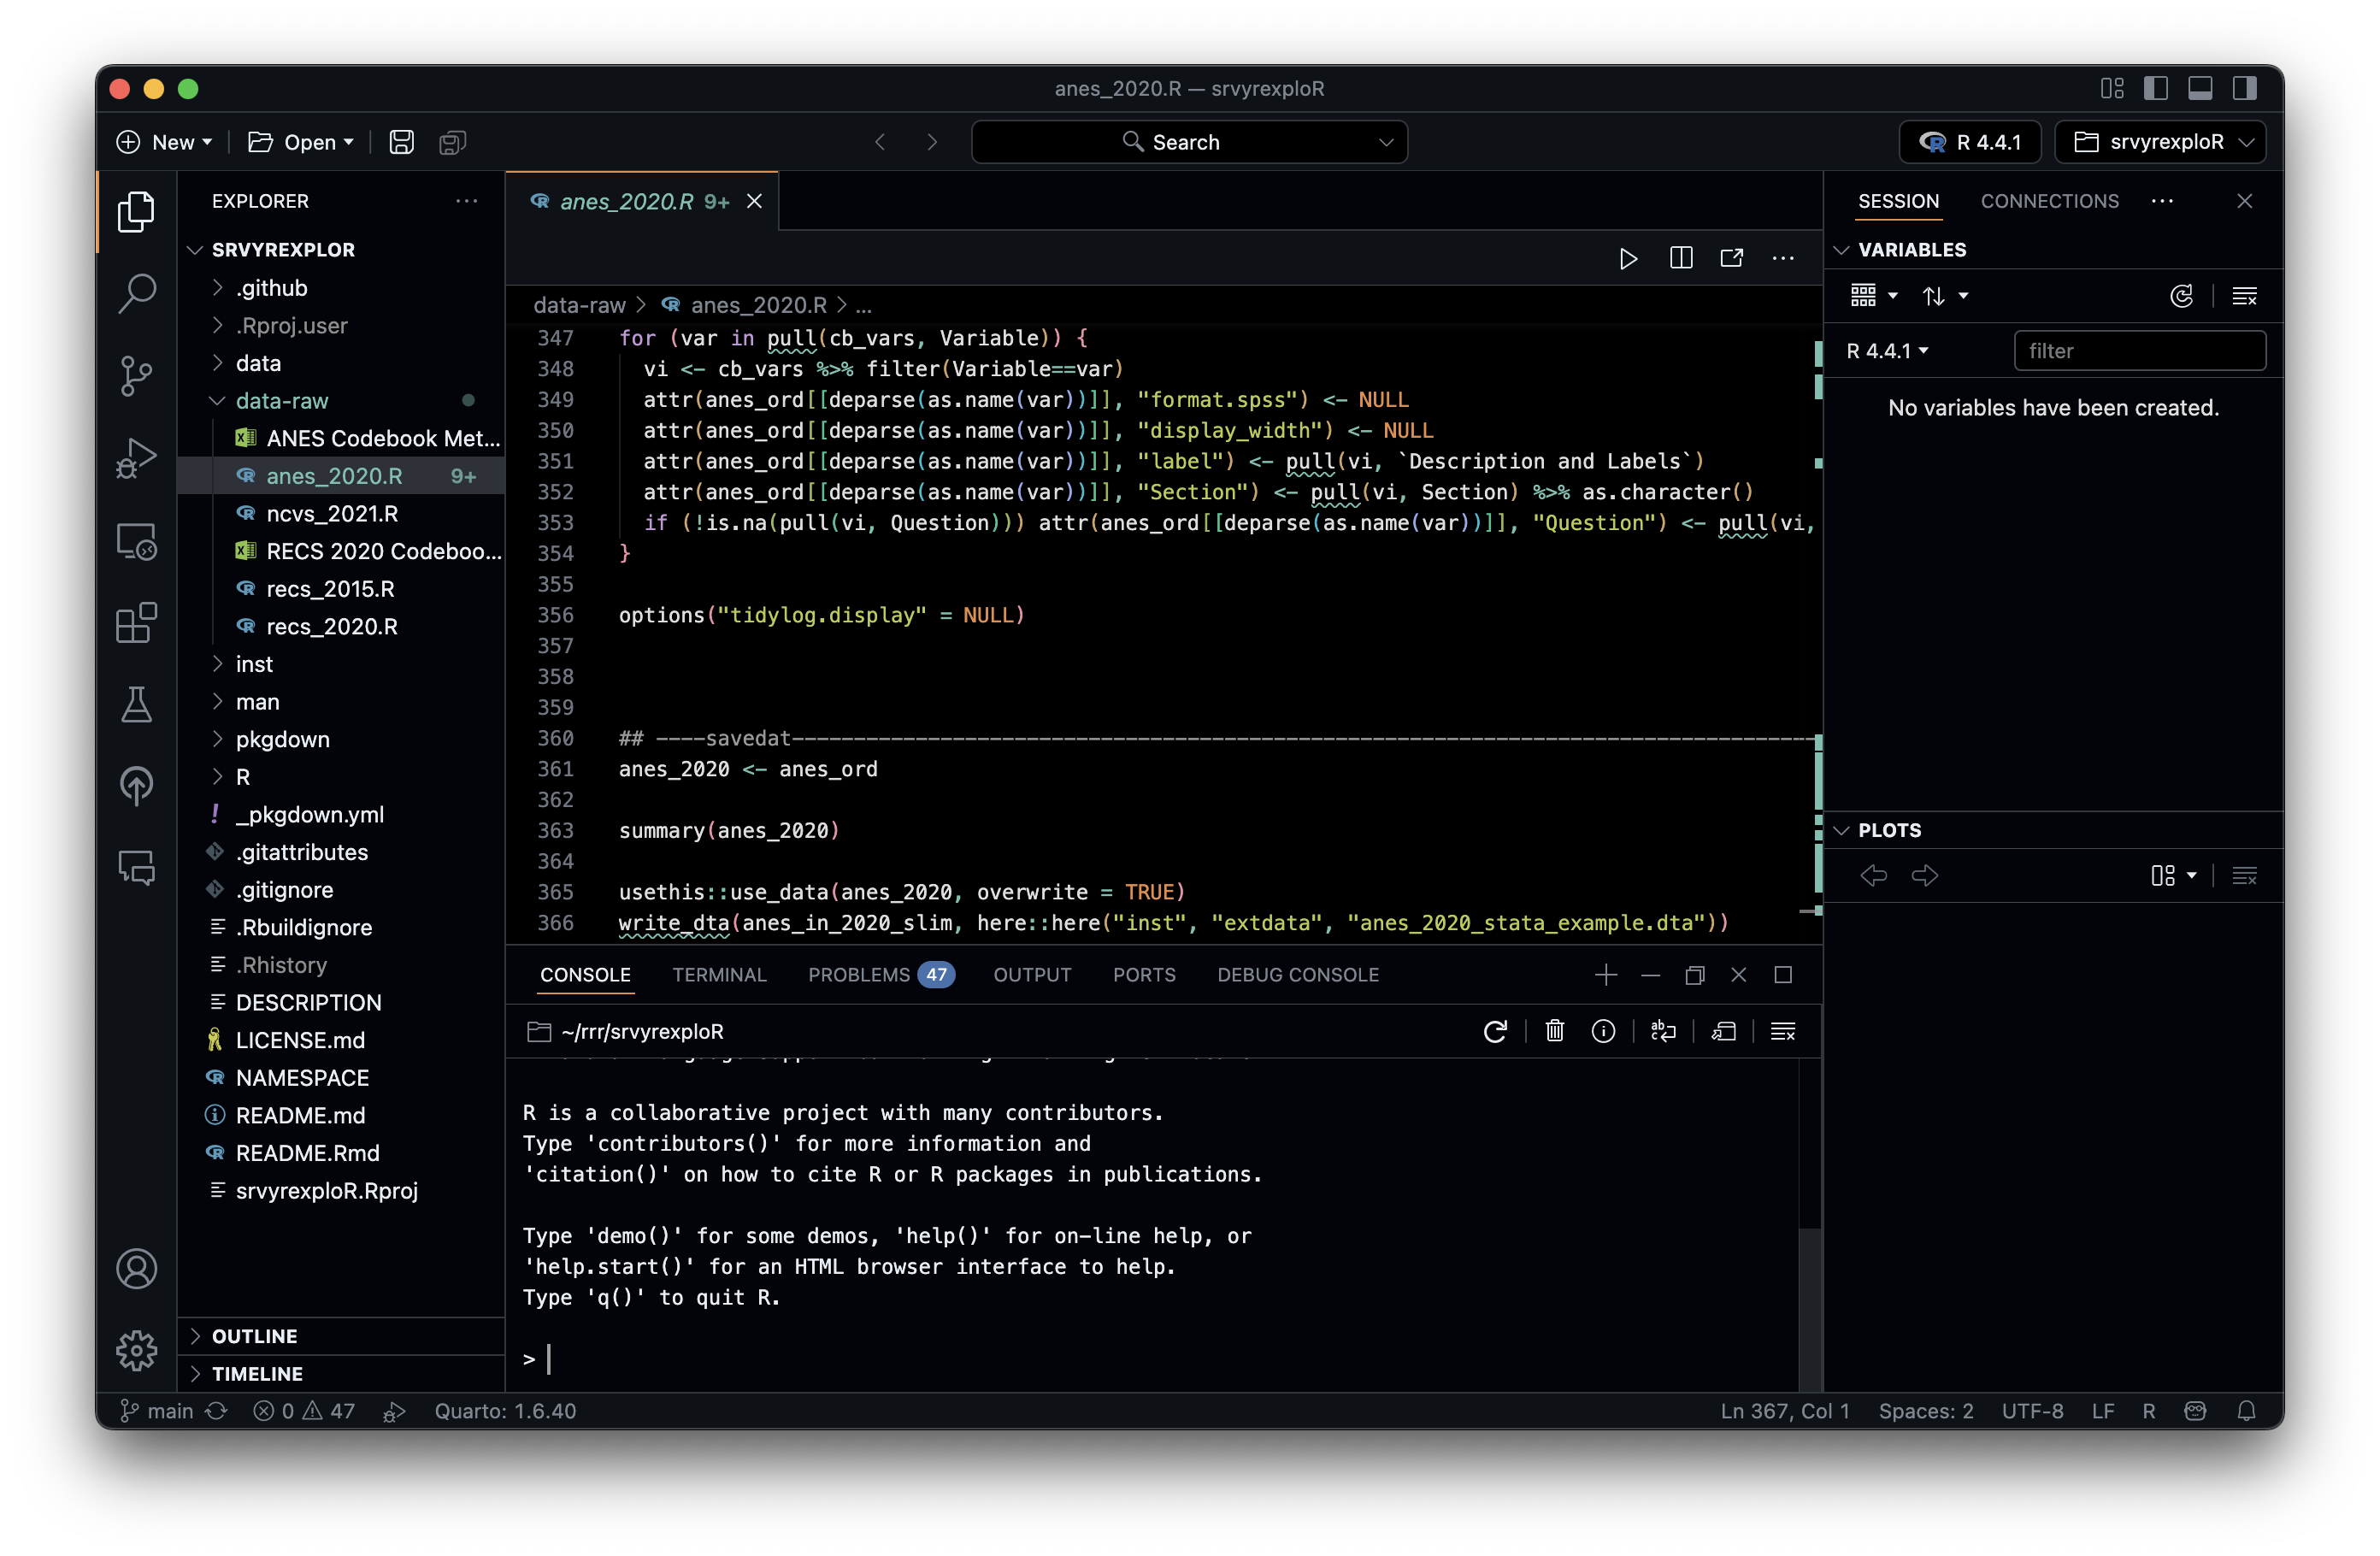 anes_2020.R — srvyrexploR
New
Open
Search
R 4.4.1
srvyrexploR
EXPLORER
SRVYREXPLOR
.github
.Rproj.user
data
data-raw
ANES Codebook Met...
anes_2020.R 9+
ncvs_2021.R
RECS 2020 Codeboo...
recs_2015.R
recs_2020.R
inst
man
pkgdown
R
_pkgdown.yml
.gitattributes
.gitignore
.Rbuildignore
.Rhistory
DESCRIPTION
LICENSE.md
NAMESPACE
README.md
README.Rmd
srvyrexploR.Rproj
OUTLINE
TIMELINE
anes_2020.R 9+
data-raw > anes_2020.R > ...
347 for (var in pull(cb_vars, Variable)) {
348 vi <- cb_vars %>% filter(Variable==var)
349 attr(anes_ord[[deparse(as.name(var))]], "format.spss") <- NULL
350 attr(anes_ord[[deparse(as.name(var))]], "display_width") <- NULL
351 attr(anes_ord[[deparse(as.name(var))]], "label") <- pull(vi, `Description and Labels`)
352 attr(anes_ord[[deparse(as.name(var))]], "Section") <- pull(vi, Section) %>% as.character()
353 if (!is.na(pull(vi, Question))) attr(anes_ord[[deparse(as.name(var))]], "Question") <- pull(vi,
354 }
355
356 options("tidylog.display" = NULL)
357
358
359
360 ## ----savedat-----------------------------------------------------------------------------------
361 anes_2020 <- anes_ord
362
363 summary(anes_2020)
364
365 usethis::use_data(anes_2020, overwrite = TRUE)
366 write_dta(anes_in_2020_slim, here::here("inst", "extdata", "anes_2020_stata_example.dta"))
CONSOLE TERMINAL PROBLEMS 47 OUTPUT PORTS DEBUG CONSOLE
~/rrr/srvyrexploR
R is a collaborative project with many contributors.
Type 'contributors()' for more information and
'citation()' on how to cite R or R packages in publications.
Type 'demo()' for some demos, 'help()' for on-line help, or
'help.start()' for an HTML browser interface to help.
Type 'q()' to quit R.
>
SESSION CONNECTIONS
VARIABLES
R 4.4.1
filter
No variables have been created.
PLOTS
main 0 47 Quarto: 1.6.40 Ln 367, Col 1 Spaces: 2 UTF-8 LF R